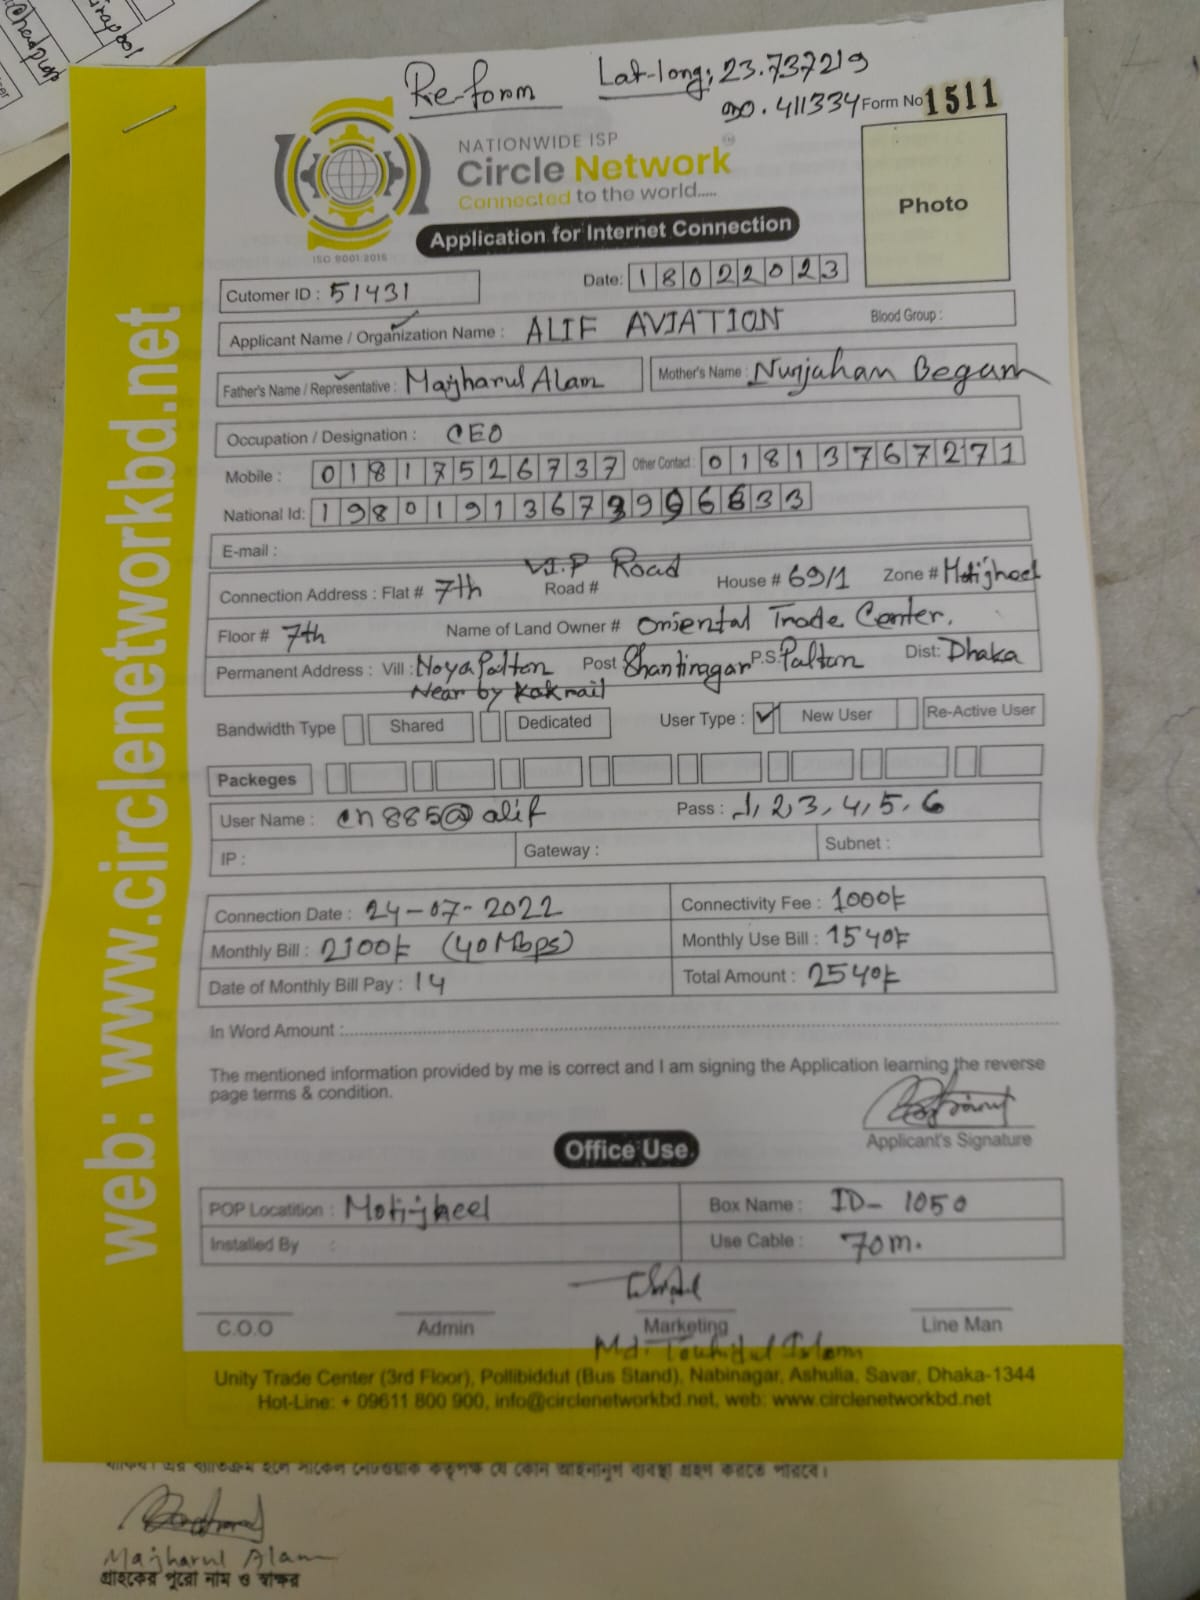 Re-form
Lat-long: 23.737219
90.411334 Form No 1511
NATIONWIDE ISP
Circle Network
Connected to the world.....
ISO 9001:2015
Application for Internet Connection
Photo
Date: 18022023
Cutomer ID : 51431
Applicant Name / Organization Name : ALIF AVIATION Blood Group :
Father's Name / Representative : Majharul Alam Mother's Name : Nurjahan Begum
Occupation / Designation : CEO
Mobile : 01817526737 Other Contact : 01813767271
National Id:
E-mail :
V.I.P Road
Connection Address : Flat # 7th Road # House # 69/1 Zone # Motijheel
Floor # 7th Name of Land Owner # Oriental Trade Center.
Permanent Address : Vill : Noya Paltan Post Shantinagar P.S. Paltan Dist: Dhaka
Near by Kakrail
Bandwidth Type Shared Dedicated User Type : ✓ New User Re-Active User
Packeges
User Name : cn885@alif Pass : 1,2,3,4,5,6
IP : Gateway : Subnet :
Connection Date : 24-07-2022 Connectivity Fee : 1000৳
Monthly Bill : 2100৳ (40Mbps) Monthly Use Bill : 1540৳
Date of Monthly Bill Pay : 14 Total Amount : 2540৳
In Word Amount :
The mentioned information provided by me is correct and I am signing the Application learning the reverse
page terms & condition.
Applicant's Signature
Office Use.
POP Locatition : Motijheel Box Name : ID- 1050
Installed By : Use Cable : 70m.
C.O.O Admin Marketing Line Man
Md. Touhidul Islam
Unity Trade Center (3rd Floor), Pollibiddut (Bus Stand), Nabinagar, Ashulia, Savar, Dhaka-1344
Hot-Line: + 09611 800 900, info@circlenetworkbd.net, web: www.circlenetworkbd.net
web: www.circlenetworkbd.net
কর্তৃপক্ষ যে কোন আইনানুগ ব্যবস্থা গ্রহণ করতে পারবে।
Majharul Alam
গ্রাহকের পুরো নাম ও স্বাক্ষর